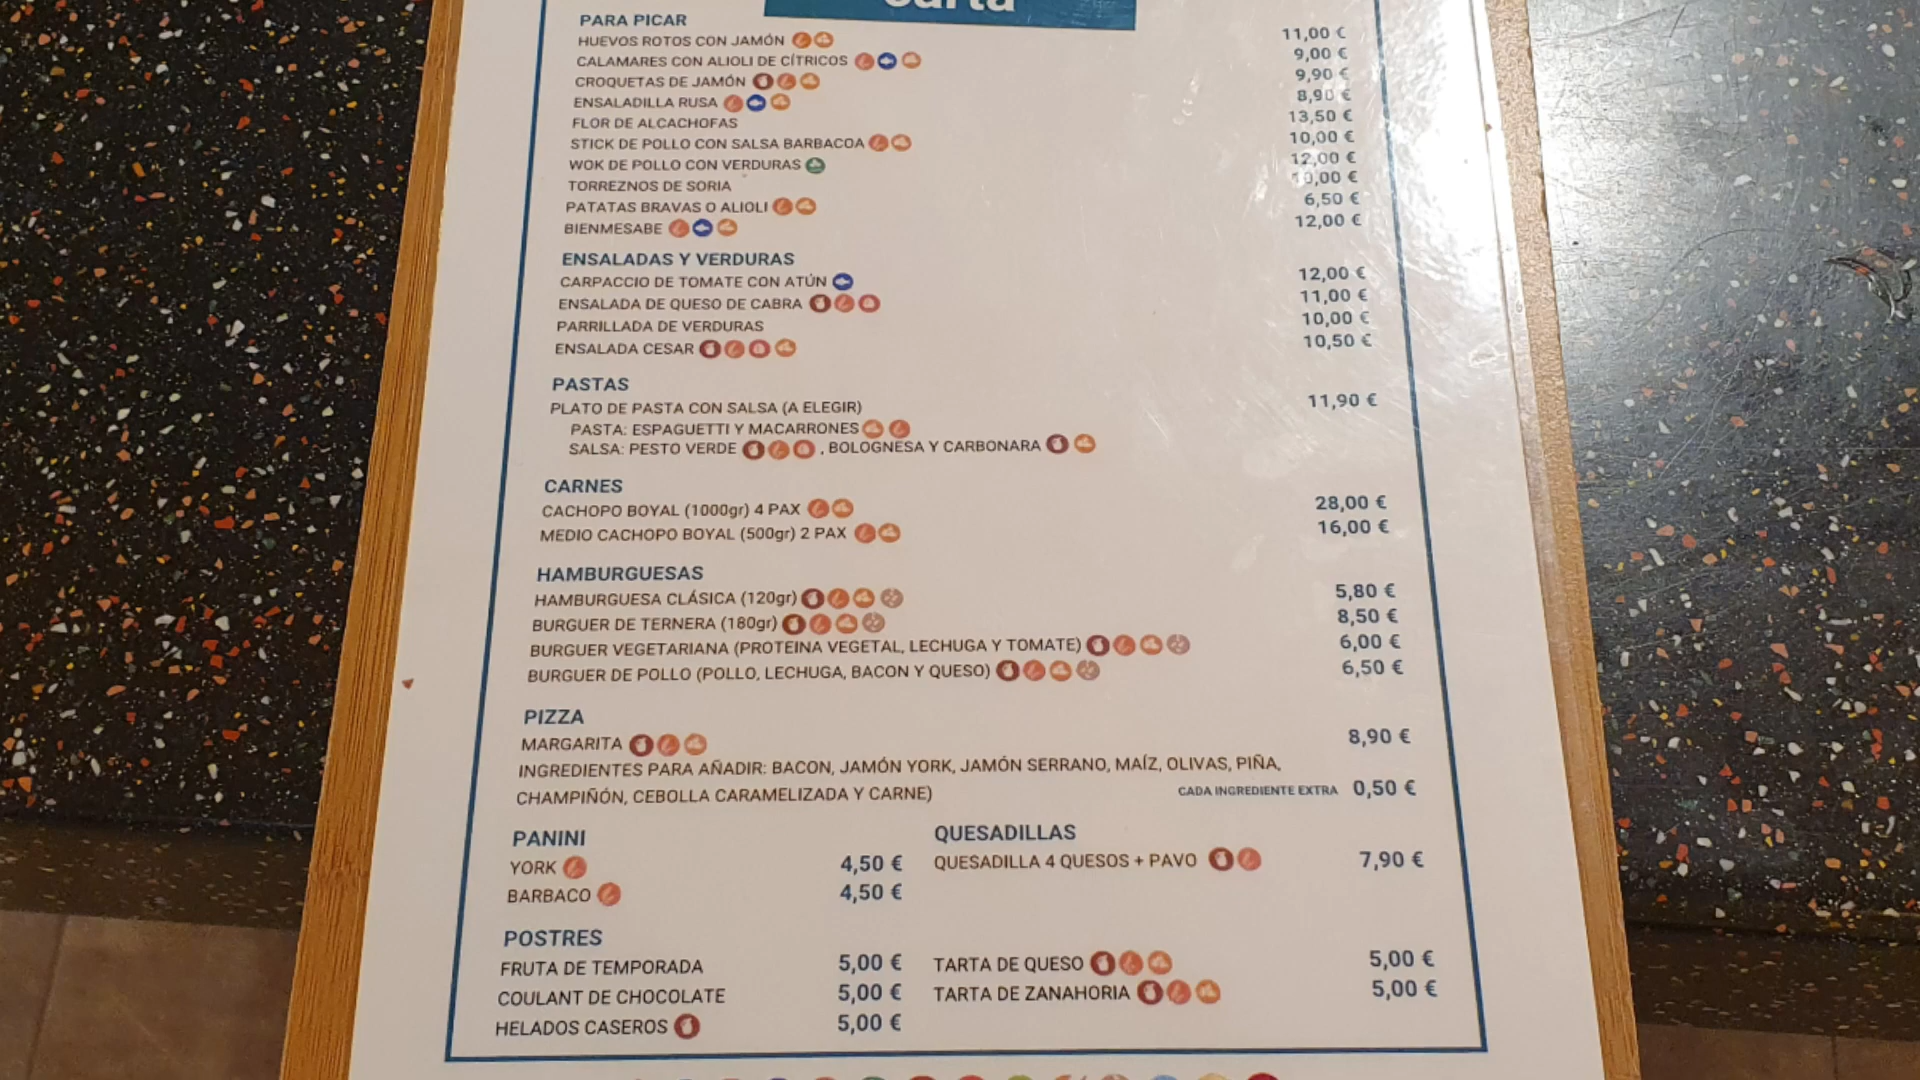 Carta
PARA PICAR
HUEVOS ROTOS CON JAMÓN 11,00 €
CALAMARES CON ALIOLI DE CÍTRICOS 9,00 €
CROQUETAS DE JAMÓN 9,90 €
ENSALADILLA RUSA 8,90 €
FLOR DE ALCACHOFAS 13,50 €
STICK DE POLLO CON SALSA BARBACOA 10,00 €
WOK DE POLLO CON VERDURAS 12,00 €
TORREZNOS DE SORIA 10,00 €
PATATAS BRAVAS O ALIOLI 6,50 €
BIENMESABE 12,00 €
ENSALADAS Y VERDURAS
CARPACCIO DE TOMATE CON ATÚN 12,00 €
ENSALADA DE QUESO DE CABRA 11,00 €
PARRILLADA DE VERDURAS 10,00 €
ENSALADA CESAR 10,50 €
PASTAS
PLATO DE PASTA CON SALSA (A ELEGIR) 11,90 €
PASTA: ESPAGUETTI Y MACARRONES
SALSA: PESTO VERDE , BOLOGNESA Y CARBONARA
CARNES
CACHOPO BOYAL (1000gr) 4 PAX 28,00 €
MEDIO CACHOPO BOYAL (500gr) 2 PAX 16,00 €
HAMBURGUESAS
HAMBURGUESA CLÁSICA (120gr) 5,80 €
BURGUER DE TERNERA (180gr) 8,50 €
BURGUER VEGETARIANA (PROTEINA VEGETAL, LECHUGA Y TOMATE) 6,00 €
BURGUER DE POLLO (POLLO, LECHUGA, BACON Y QUESO) 6,50 €
PIZZA
MARGARITA 8,90 €
INGREDIENTES PARA AÑADIR: BACON, JAMÓN YORK, JAMÓN SERRANO, MAÍZ, OLIVAS, PIÑA,
CHAMPIÑÓN, CEBOLLA CARAMELIZADA Y CARNE) CADA INGREDIENTE EXTRA 0,50 €
PANINI
YORK 4,50 €
BARBACO 4,50 €
QUESADILLAS
QUESADILLA 4 QUESOS + PAVO 7,90 €
POSTRES
FRUTA DE TEMPORADA 5,00 €
COULANT DE CHOCOLATE 5,00 €
HELADOS CASEROS 5,00 €
TARTA DE QUESO 5,00 €
TARTA DE ZANAHORIA 5,00 €